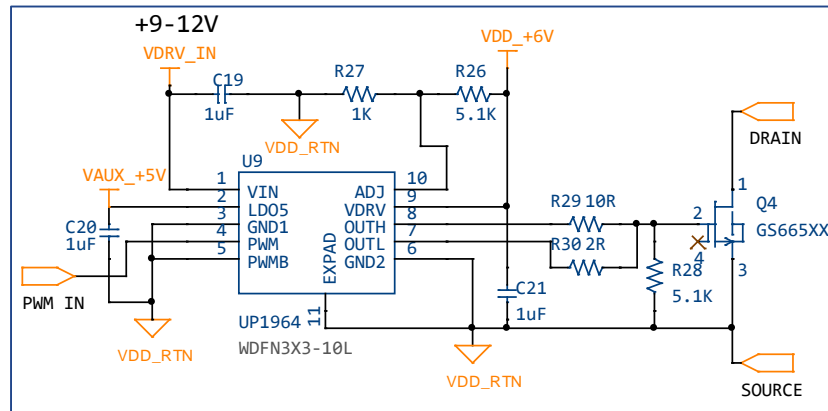 +9-12V
VDRV_IN
VDD_+6V
C19
1uF
R27
1K
R26
5.1K
VDD_RTN
DRAIN
VAUX_+5V
U9
1
2
3
4
5
VIN
LDO5
GND1
PWM
PWMB
EXPAD
11
ADJ
VDRV
OUTH
OUTL
GND2
10
9
8
7
6
C20
1uF
PWM IN
VDD_RTN
UP1964
WDFN3X3-10L
R29 10R
R30 2R
C21
1uF
R28
5.1K
1
2
4
3
Q4
GS665XX
VDD_RTN
SOURCE